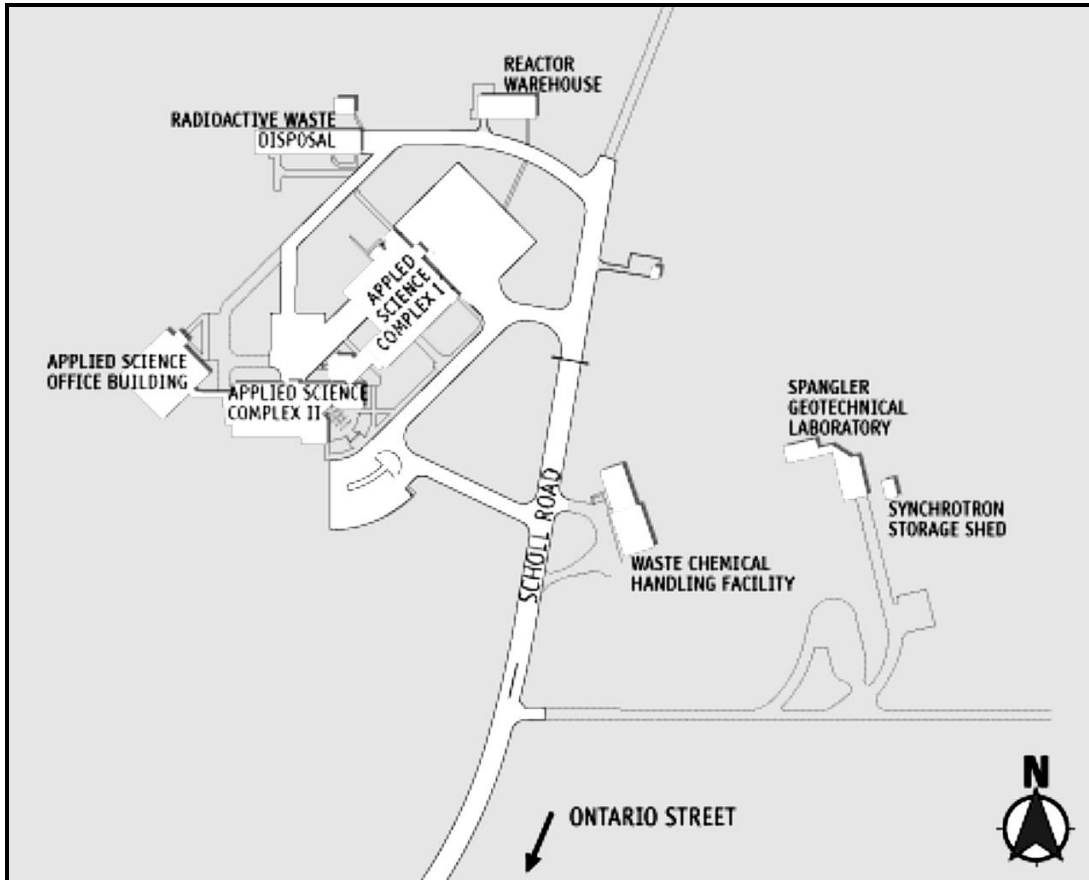 REACTOR
WAREHOUSE
RADIOACTIVE WASTE
DISPOSAL
APPLED
SCIENCE
COMPLEX I
APPLIED SCIENCE
OFFICE BUILDING
APPLIED SCIENCE
COMPLEX II
SPANGLER
GEOTECHNICAL
LABORATORY
SYNCHROTRON
STORAGE SHED
SCHOLL ROAD
WASTE CHEMICAL
HANDLING FACILITY
ONTARIO STREET
N